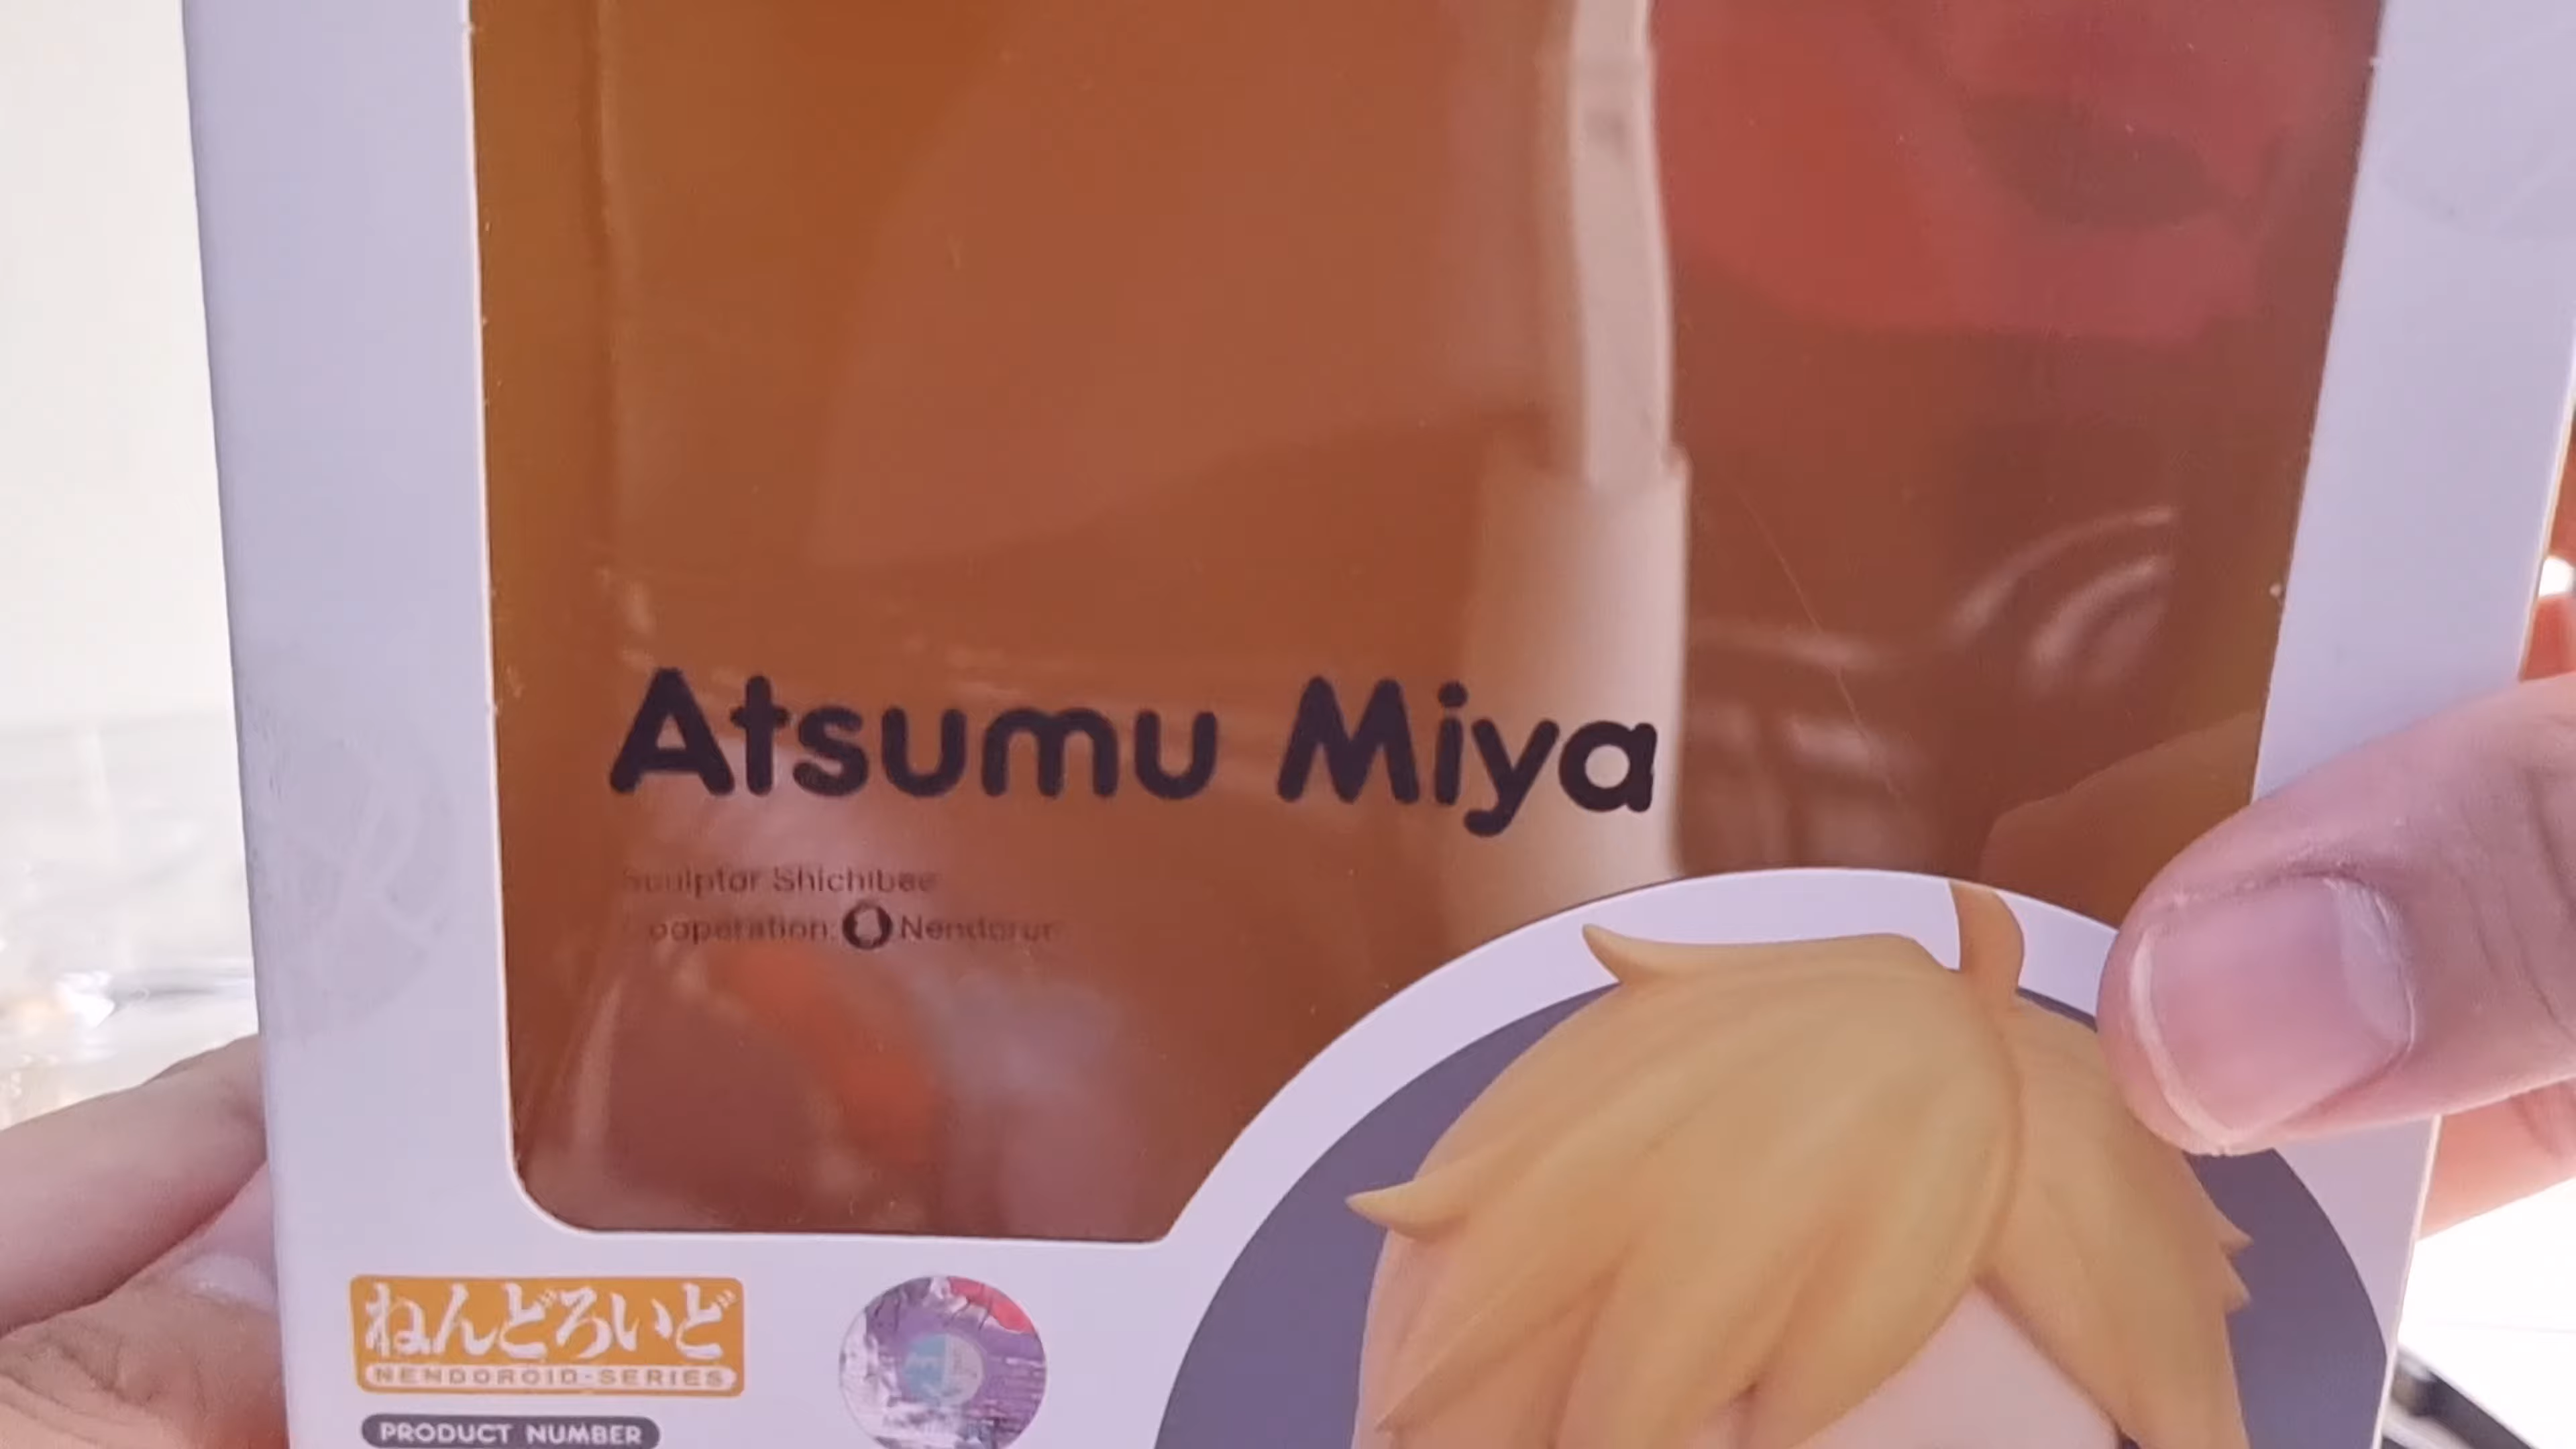 Atsumu Miya
Sculptor Shichibee
Cooperation: Nendoron
ねんどろいど
NENDOROID-SERIES
PRODUCT NUMBER